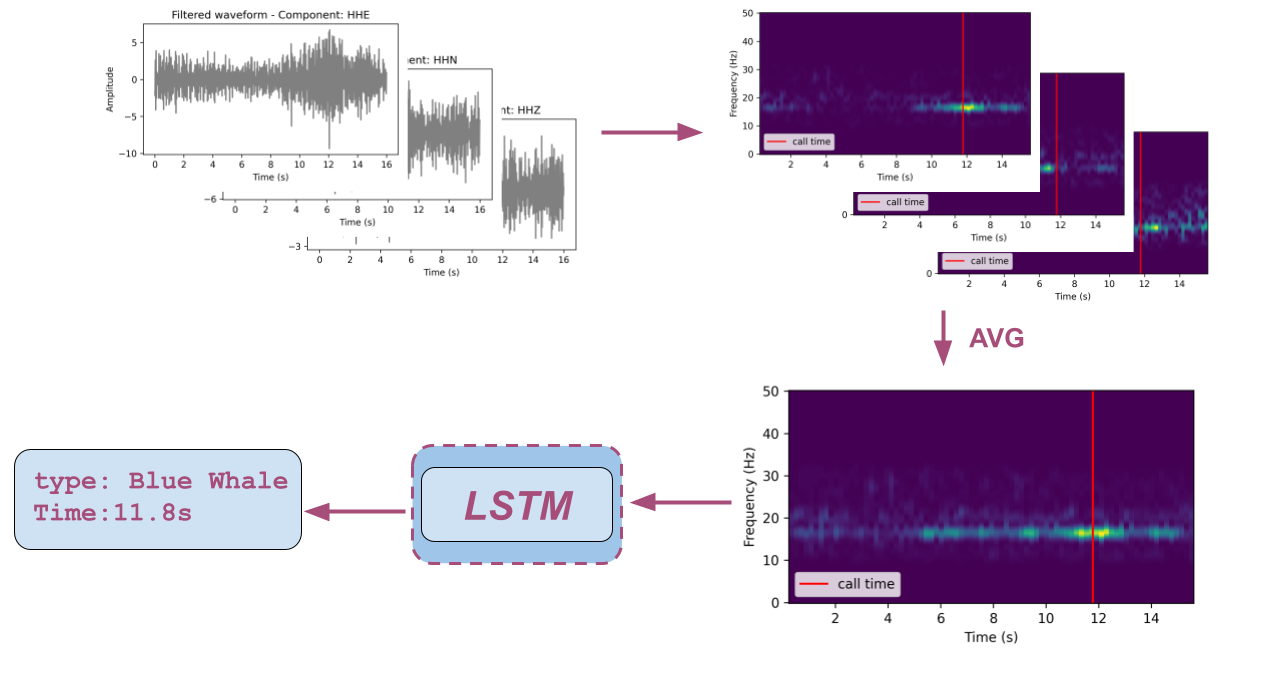 Filtered waveform - Component: HHE
Amplitude
5
0
−5
−10
0 2 4 6 8 10 12 14 16
Time (s)
HHN
−6
0 2 4 6 8 10 12 14 16
Time (s)
HHZ
−3
0 2 4 6 8 10 12 14 16
Time (s)
Frequency (Hz)
50
40
30
20
10
0
call time
2 4 6 8 10 12 14
Time (s)
0
call time
2 4 6 8 10 12 14
Time (s)
0
call time
2 4 6 8 10 12 14
Time (s)
AVG
Frequency (Hz)
50
40
30
20
10
0
call time
2 4 6 8 10 12 14
Time (s)
LSTM
type: Blue Whale
Time:11.8s